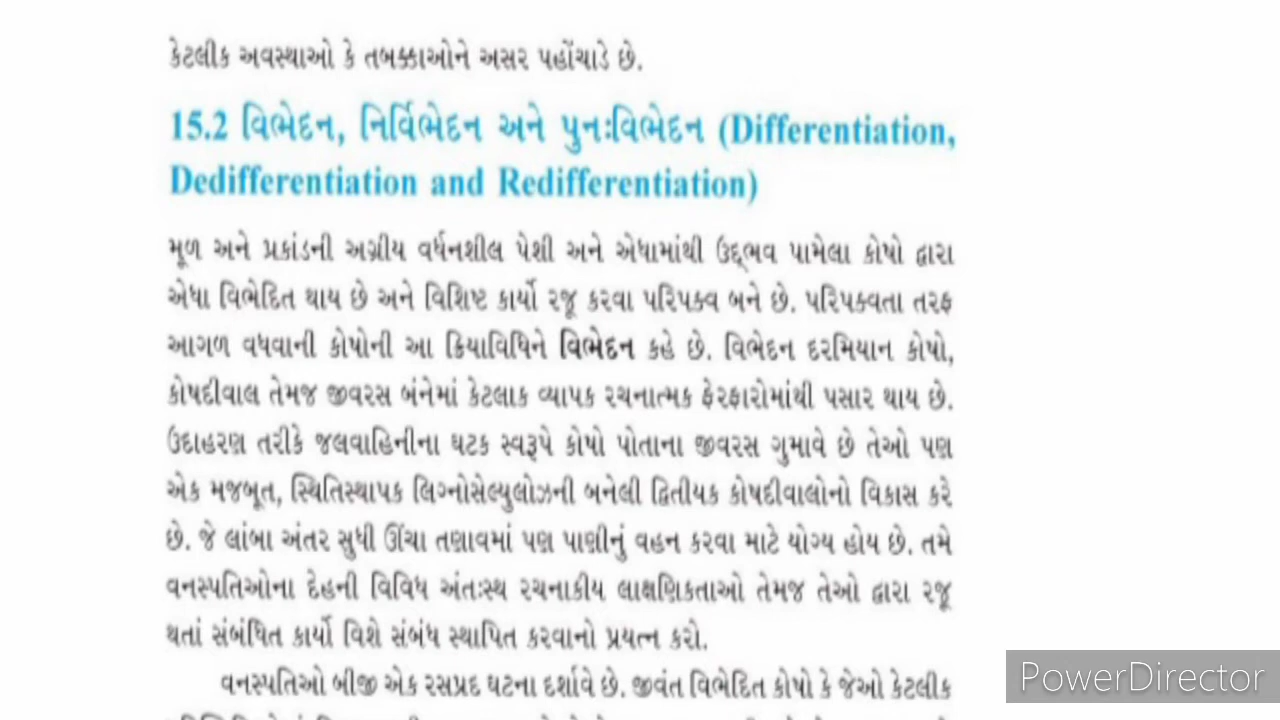 કેટલીક અવસ્થાઓ કે તબક્કાઓને અસર પહોંચાડે છે.
15.2 વિભેદન, નિર્વિભેદન અને પુનઃવિભેદન (Differentiation,
Dedifferentiation and Redifferentiation)
મૂળ અને પ્રકાંડની અગ્રીય વર્ધનશીલ પેશી અને એધામાંથી ઉદ્ભવ પામેલા કોષો દ્વારા
એધા વિભેદિત થાય છે અને વિશિષ્ટ કાર્યો રજૂ કરવા પરિપક્વ બને છે. પરિપક્વતા તરફ
આગળ વધવાની કોષોની આ ક્રિયાવિધિને વિભેદન કહે છે. વિભેદન દરમિયાન કોષો,
કોષદીવાલ તેમજ જીવરસ બંનેમાં કેટલાક વ્યાપક રચનાત્મક ફેરફારોમાંથી પસાર થાય છે.
ઉદાહરણ તરીકે જલવાહિનીના ઘટક સ્વરૂપે કોષો પોતાના જીવરસ ગુમાવે છે તેઓ પણ
એક મજબૂત, સ્થિતિસ્થાપક લિગ્નોસેલ્યુલોઝની બનેલી દ્વિતીયક કોષદીવાલોનો વિકાસ કરે
છે. જે લાંબા અંતર સુધી ઊંચા તણાવમાં પણ પાણીનું વહન કરવા માટે યોગ્ય હોય છે. તમે
વનસ્પતિઓના દેહની વિવિધ અંતઃસ્થ રચનાકીય લાક્ષણિકતાઓ તેમજ તેઓ દ્વારા રજૂ
થતાં સંબંધિત કાર્યો વિશે સંબંધ સ્થાપિત કરવાનો પ્રયત્ન કરો.
વનસ્પતિઓ બીજી એક રસપ્રદ ઘટના દર્શાવે છે. જીવંત વિભેદિત કોષો કે જેઓ કેટલીક
PowerDirector